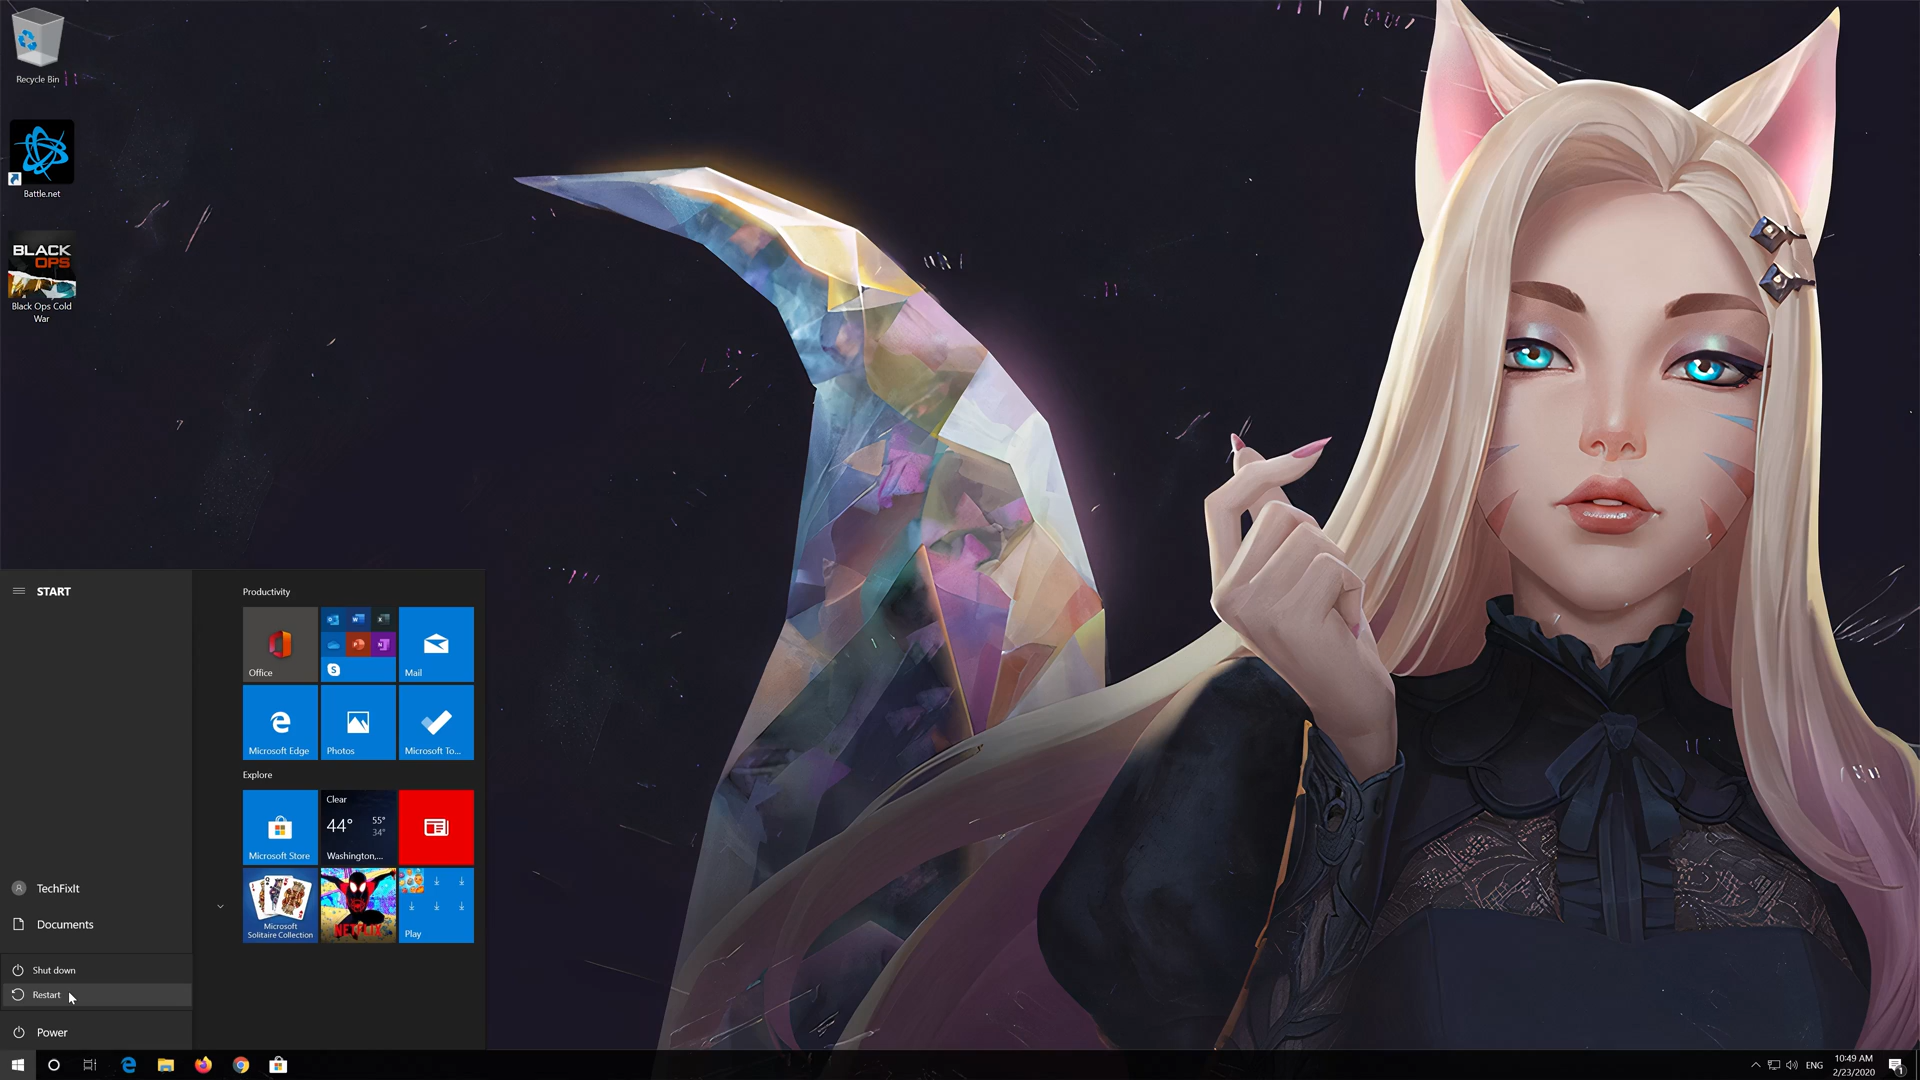 Recycle Bin
Battle.net
BLACK
OPS
Black Ops Cold
War
START
TechFixIt
Documents
Shut down
Restart
Power
Productivity
Office
Mail
Microsoft Edge
Photos
Microsoft To...
Explore
Microsoft Store
Clear
44°
55°
34°
Washington,...
Microsoft
Solitaire Collection
NETFLIX
Play
ENG
10:49 AM
2/23/2020
1